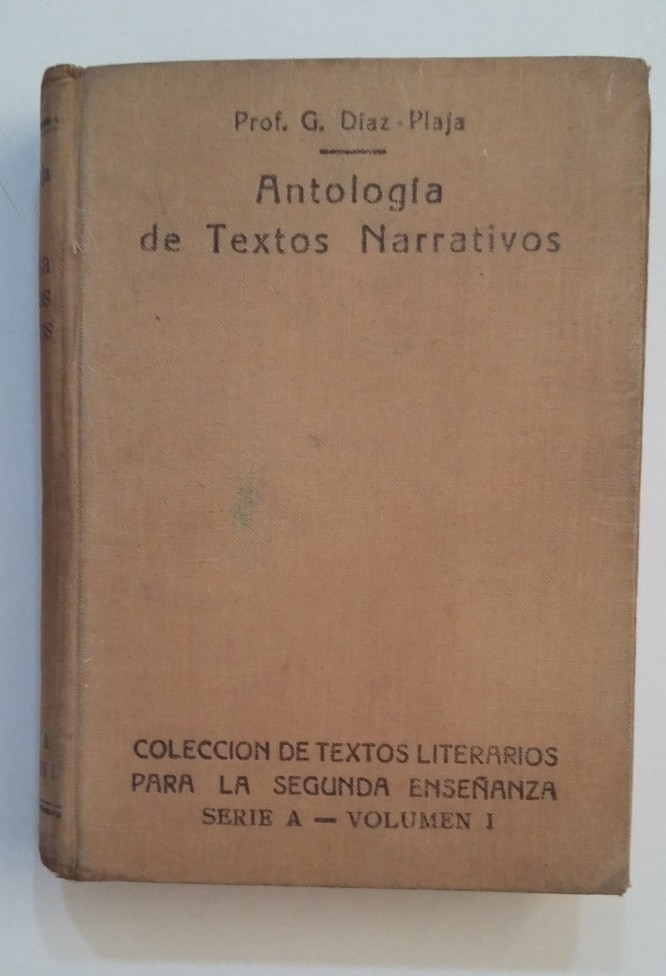 Prof. G. Díaz-Plaja
Antología
de Textos Narrativos
COLECCION DE TEXTOS LITERARIOS
PARA LA SEGUNDA ENSEÑANZA
SERIE A — VOLUMEN I